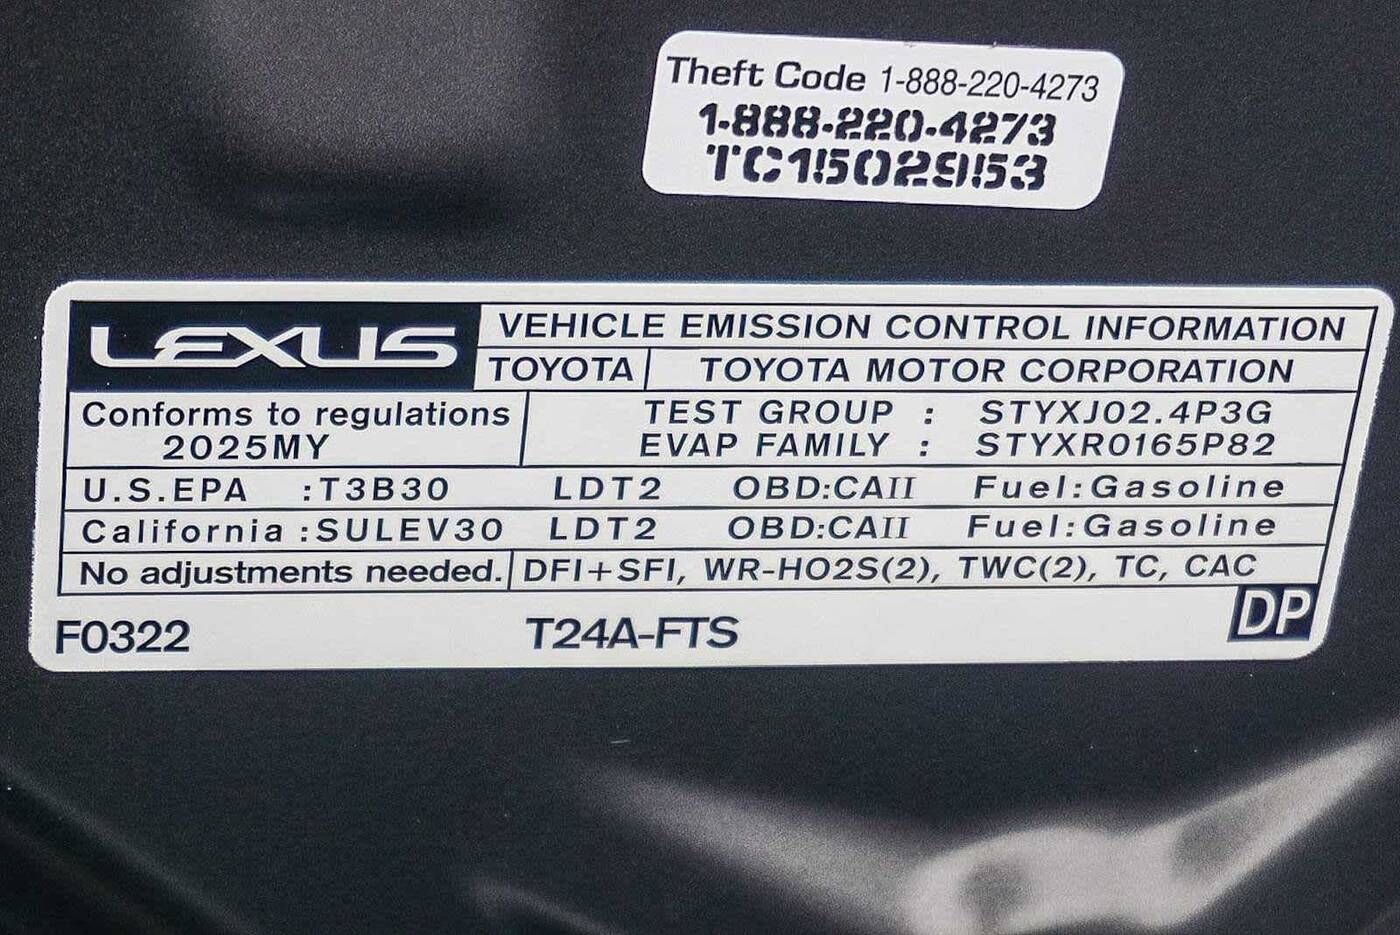 Theft Code 1-888-220-4273
1-888-220-4273
TC1502953
LEXUS
VEHICLE EMISSION CONTROL INFORMATION
TOYOTA TOYOTA MOTOR CORPORATION
Conforms to regulations
2025MY
TEST GROUP : STYXJ02.4P3G
EVAP FAMILY : STYXR0165P82
U.S.EPA :T3B30 LDT2 OBD:CAII Fuel:Gasoline
California :SULEV30 LDT2 OBD:CAII Fuel:Gasoline
No adjustments needed. DFI+SFI, WR-HO2S(2), TWC(2), TC, CAC
F0322 T24A-FTS DP